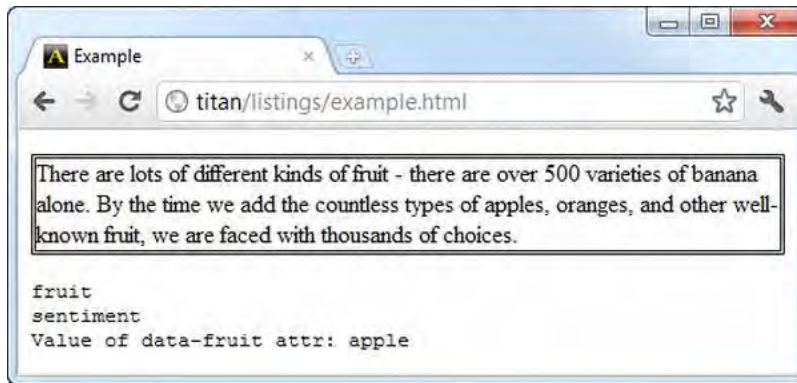 Example
titan/listings/example.html
There are lots of different kinds of fruit - there are over 500 varieties of banana
alone. By the time we add the countless types of apples, oranges, and other well-
known fruit, we are faced with thousands of choices.
fruit
sentiment
Value of data-fruit attr: apple